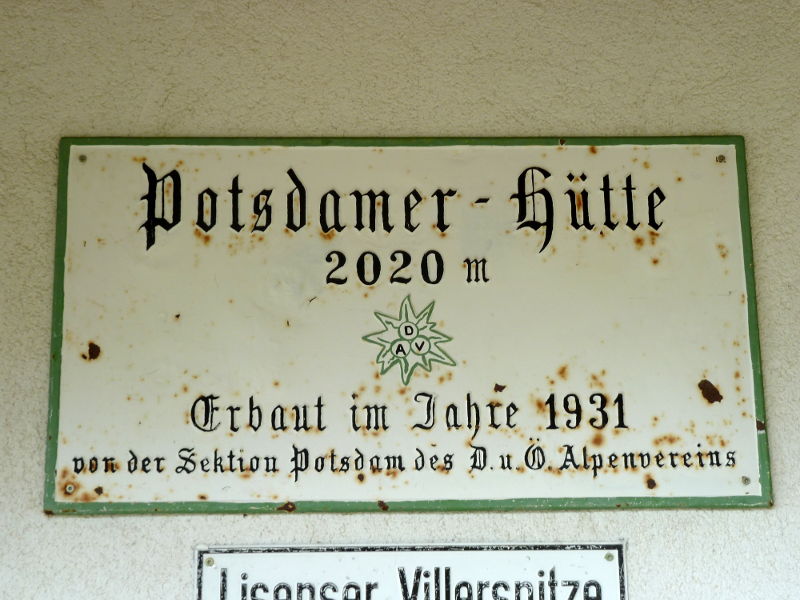 Potsdamer-Hütte
2020 m
D
A V
Erbaut im Jahre 1931
von der Sektion Potsdam des D.u.Ö. Alpenvereins
Lisenser Villerspitze